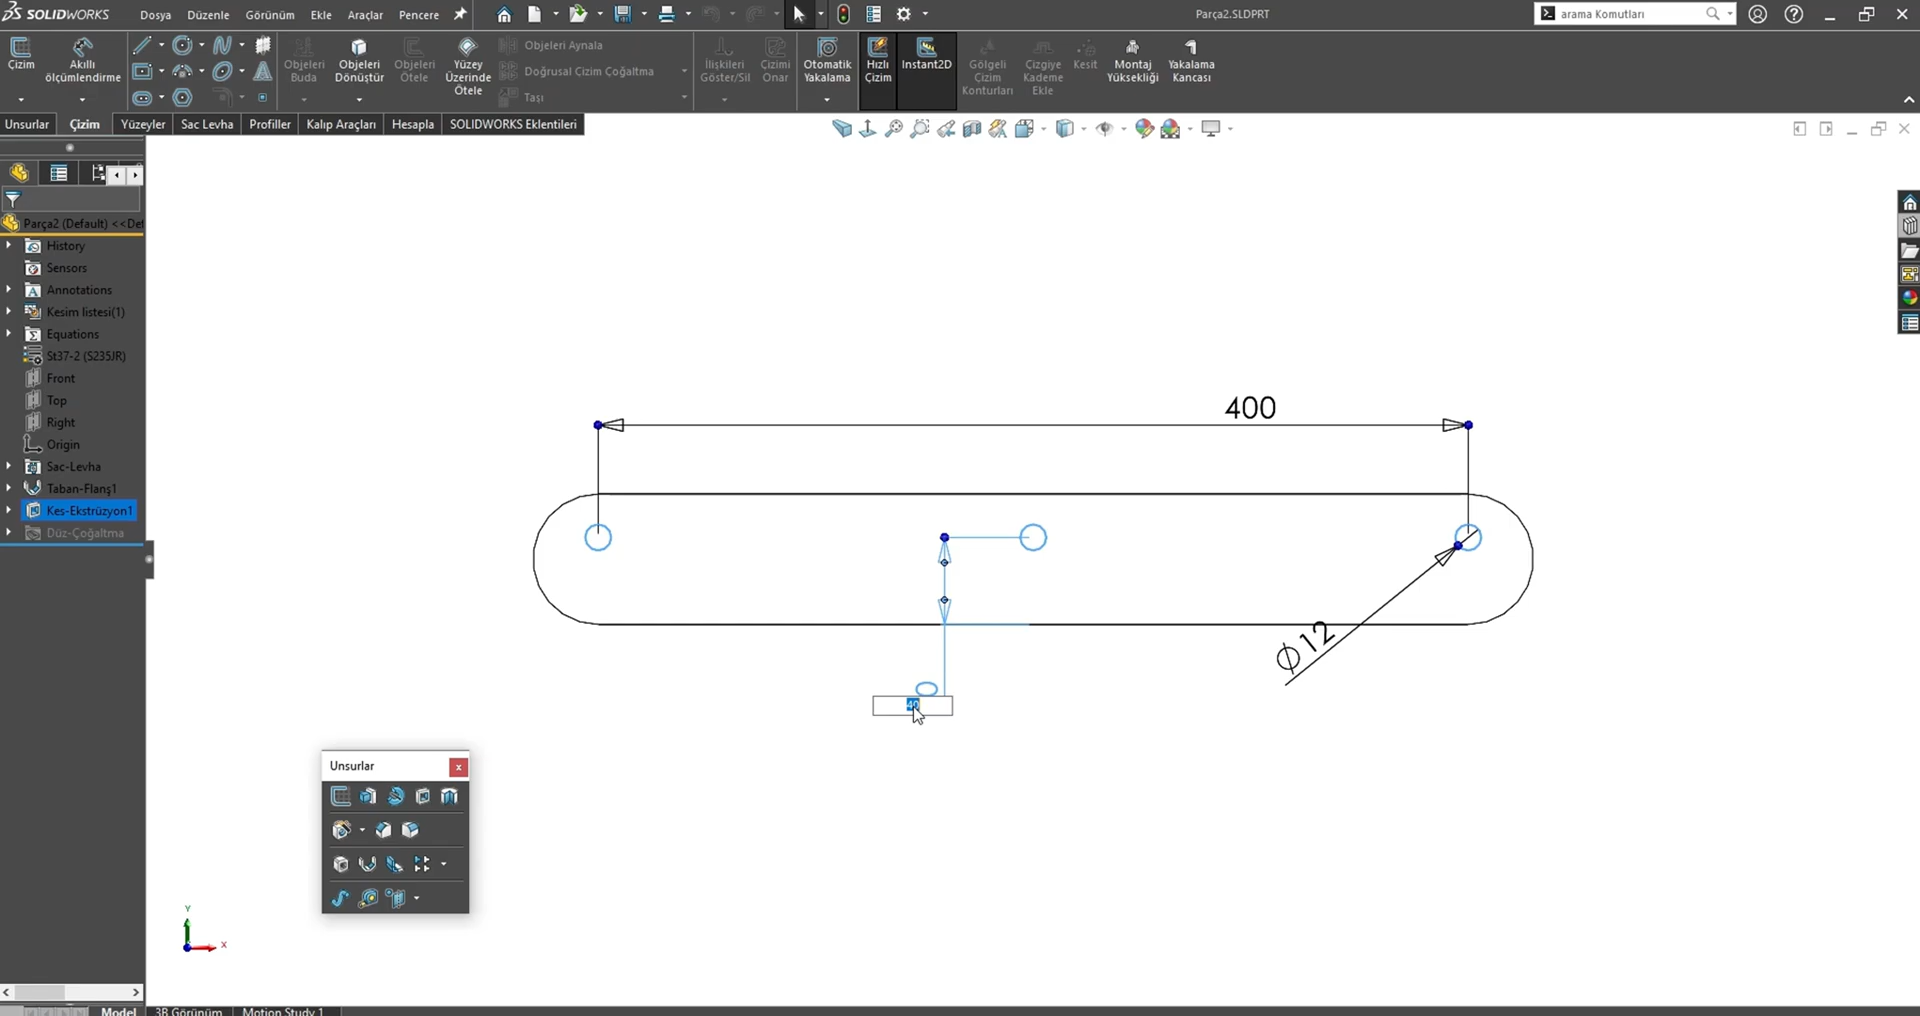 SOLIDWORKS
Dosya
Düzenle
Görünüm
Ekle
Araçlar
Pencere
Parça2.SLDPRT
arama Komutları
Çizim
Akıllı ölçümlendirme
Objeleri Buda
Objeleri Dönüştür
Objeleri Ötele
Yüzey Üzerinde Ötele
Objeleri Aynala
Doğrusal Çizim Çoğaltma
Taşı
İlişkileri Göster/Sil
Çizimi Onar
Otomatik Yakalama
Hızlı Çizim
Instant2D
Gölgeli Çizim Konturları
Çizgiye Kademe Ekle
Kesit
Montaj Yüksekliği
Yakalama Kancası
Unsurlar
Çizim
Yüzeyler
Sac Levha
Profiller
Kalıp Araçları
Hesapla
SOLIDWORKS Eklentileri
Parça2 (Default) <<Def
History
Sensors
Annotations
Kesim listesi(1)
Equations
St37-2 (S235JR)
Front
Top
Right
Origin
Sac-Levha
Taban-Flanş1
Kes-Ekstrüzyon1
Düz-Çoğaltma
400
Φ12
40
Unsurlar
Y
X
Model
3B Görünüm
Motion Study 1